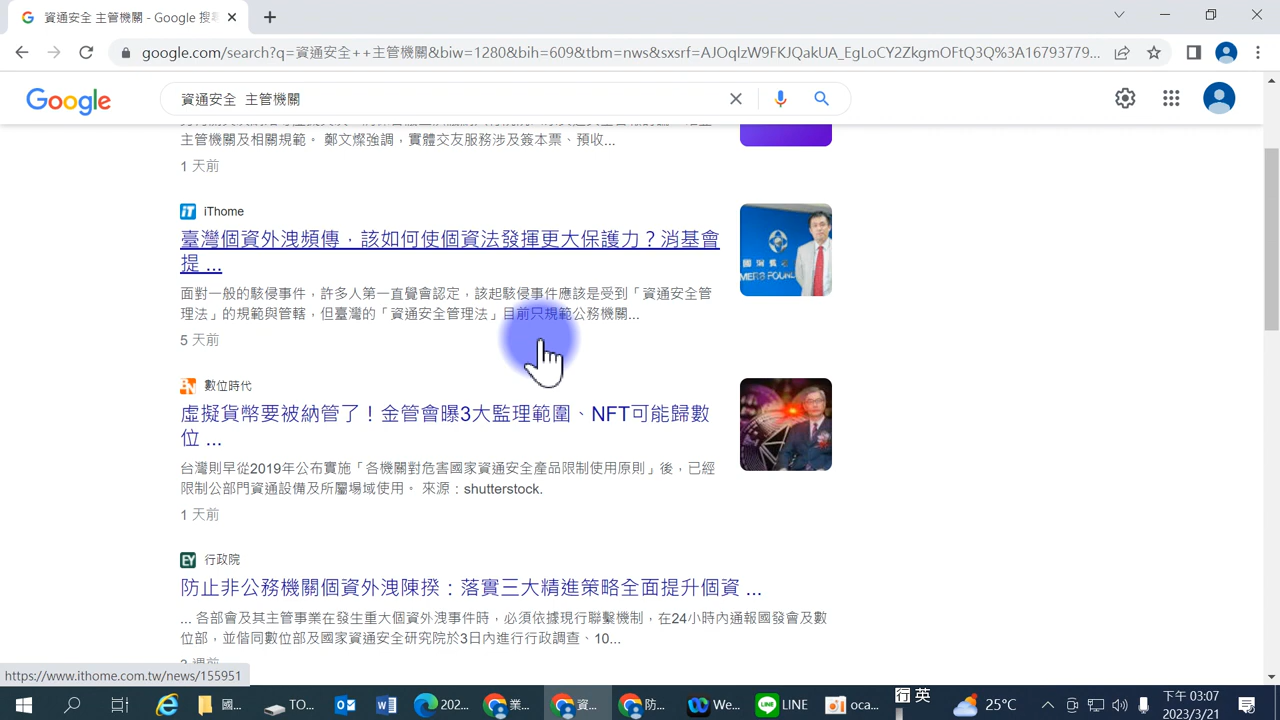 資通安全 主管機關 - Google 搜尋
google.com/search?q=資通安全++主管機關&biw=1280&bih=609&tbm=nws&sxsrf=AJOqlzW9FKJQakUA_EgLoCY2ZkgmOFtQ3Q%3A16793779...
Google
資通安全 主管機關
主管機關及相關規範。 鄭文燦強調，實體交友服務涉及簽本票、預收...
1 天前
iThome
臺灣個資外洩頻傳，該如何使個資法發揮更大保護力？消基會
提 ...
面對一般的駭侵事件，許多人第一直覺會認定，該起駭侵事件應該是受到「資通安全管
理法」的規範與管轄，但臺灣的「資通安全管理法」目前只規範公務機關...
5 天前
數位時代
虛擬貨幣要被納管了！金管會曝3大監理範圍、NFT可能歸數
位 ...
台灣則早從2019年公布實施「各機關對危害國家資通安全產品限制使用原則」後，已經
限制公部門資通設備及所屬場域使用。 來源：shutterstock.
1 天前
EY 行政院
防止非公務機關個資外洩陳揆：落實三大精進策略全面提升個資 ...
... 各部會及其主管事業在發生重大個資外洩事件時，必須依據現行聯繫機制，在24小時內通報國發會及數
位部，並偕同數位部及國家資通安全研究院於3日內進行行政調查、10...
https://www.ithome.com.tw/news/155951
國...
TO...
202...
業...
資...
防...
We...
LINE
oca...
行 英
25°C
下午 03:07
2023/3/21